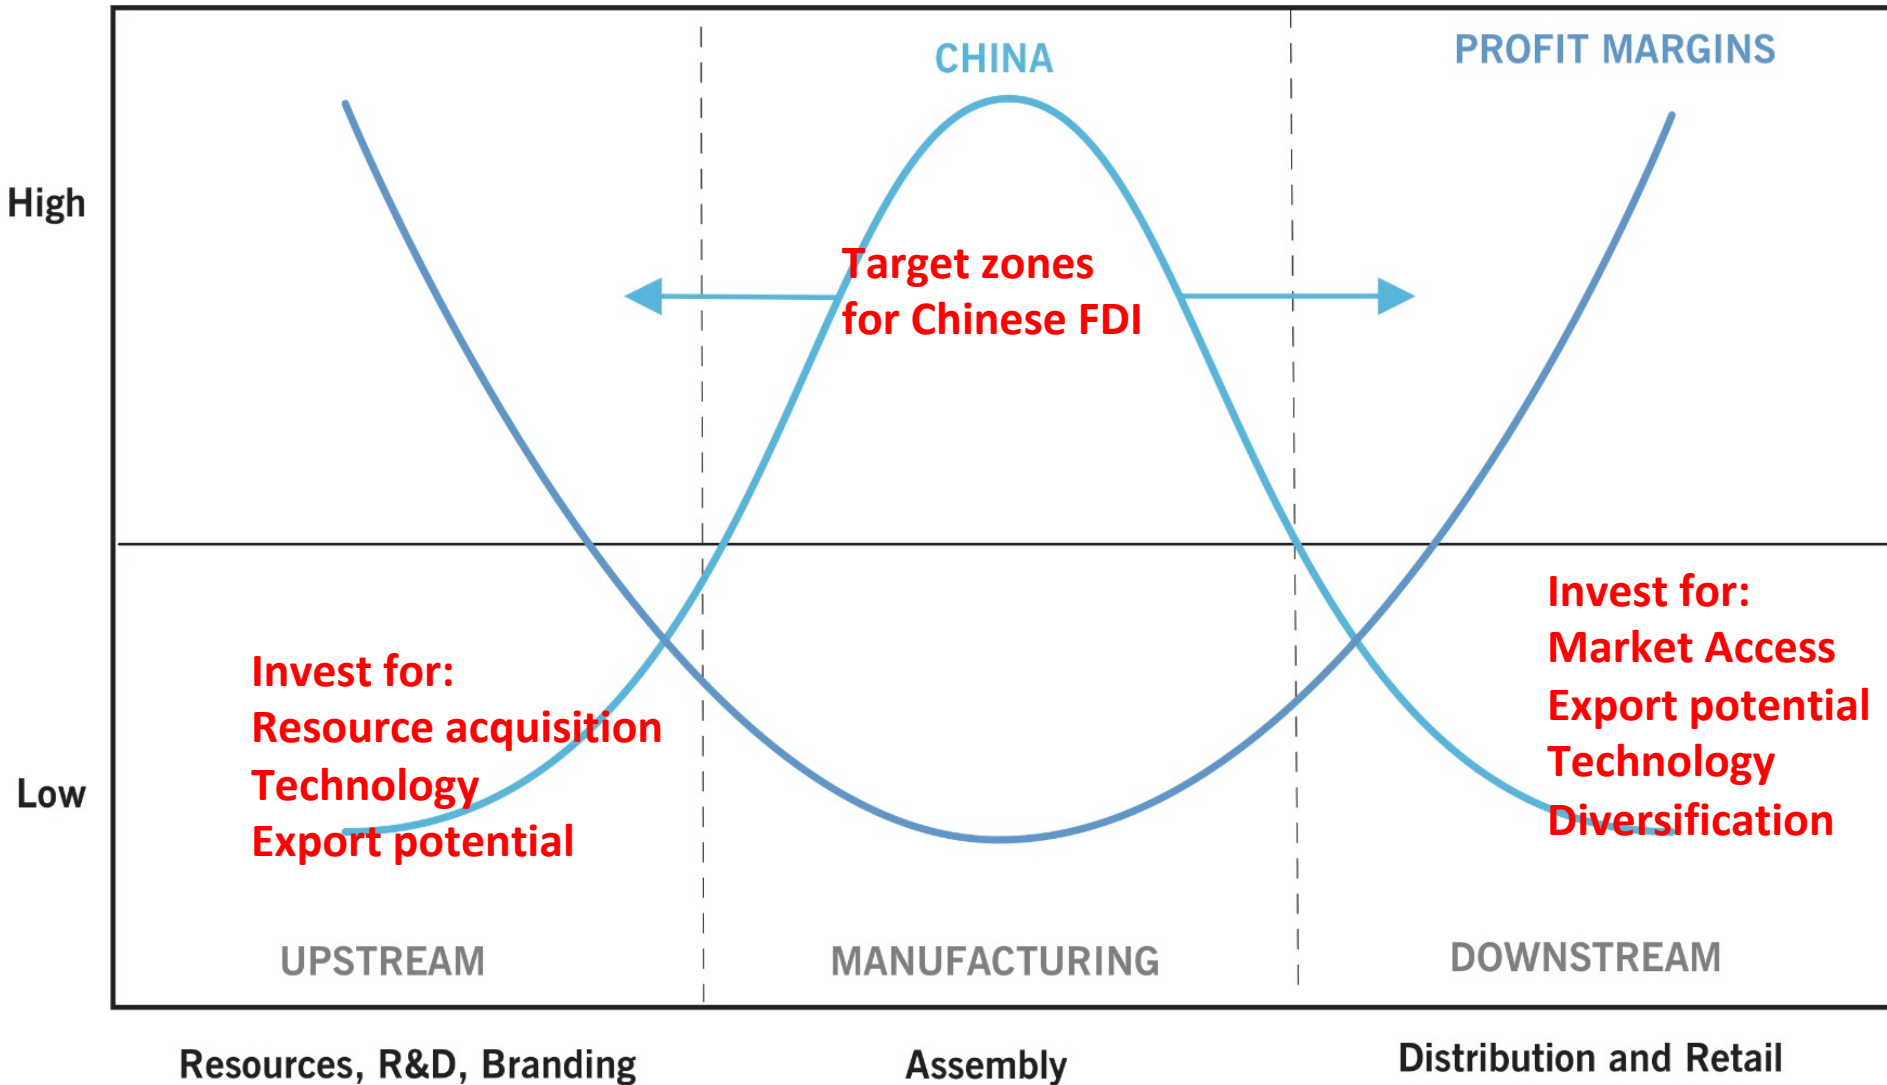 CHINA
PROFIT MARGINS
High
Target zones
for Chinese FDI
Low
Invest for:
Resource acquisition
Technology
Export potential
Invest for:
Market Access
Export potential
Technology
Diversification
UPSTREAM
MANUFACTURING
DOWNSTREAM
Resources, R&D, Branding
Assembly
Distribution and Retail